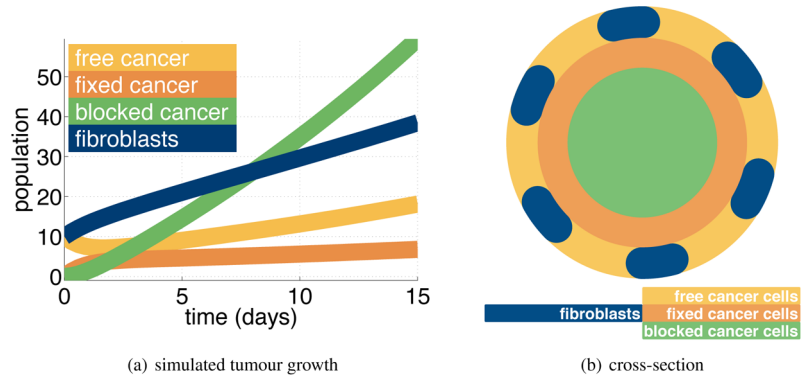 free cancer
fixed cancer
blocked cancer
fibroblasts
population
50
40
30
20
10
0
0
5
10
15
time (days)
(a) simulated tumour growth
free cancer cells
fibroblasts fixed cancer cells
blocked cancer cells
(b) cross-section